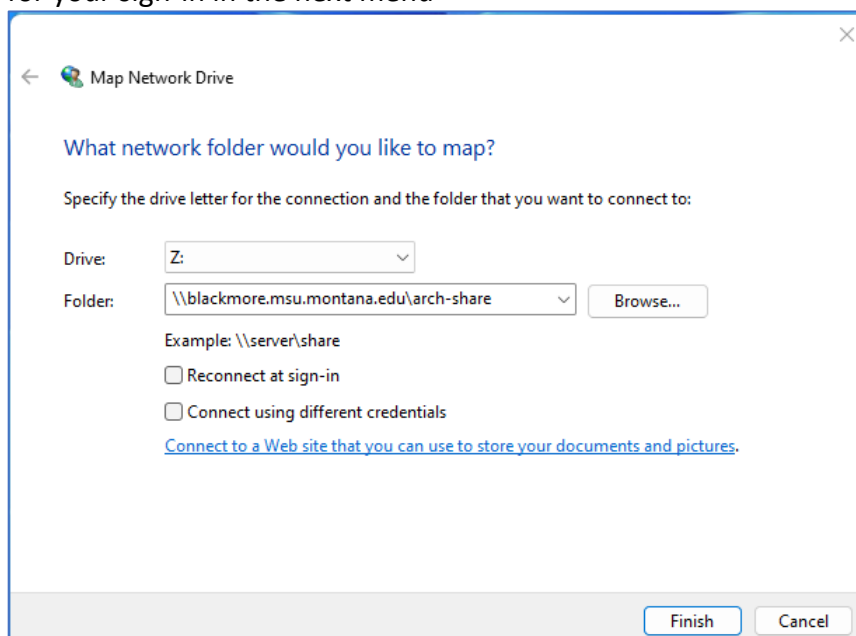 for your sign-in in the next menu
Map Network Drive
What network folder would you like to map?
Specify the drive letter for the connection and the folder that you want to connect to:
Drive: Z:
Folder: \\blackmore.msu.montana.edu\arch-share Browse...
Example: \\server\share
Reconnect at sign-in
Connect using different credentials
Connect to a Web site that you can use to store your documents and pictures.
Finish Cancel